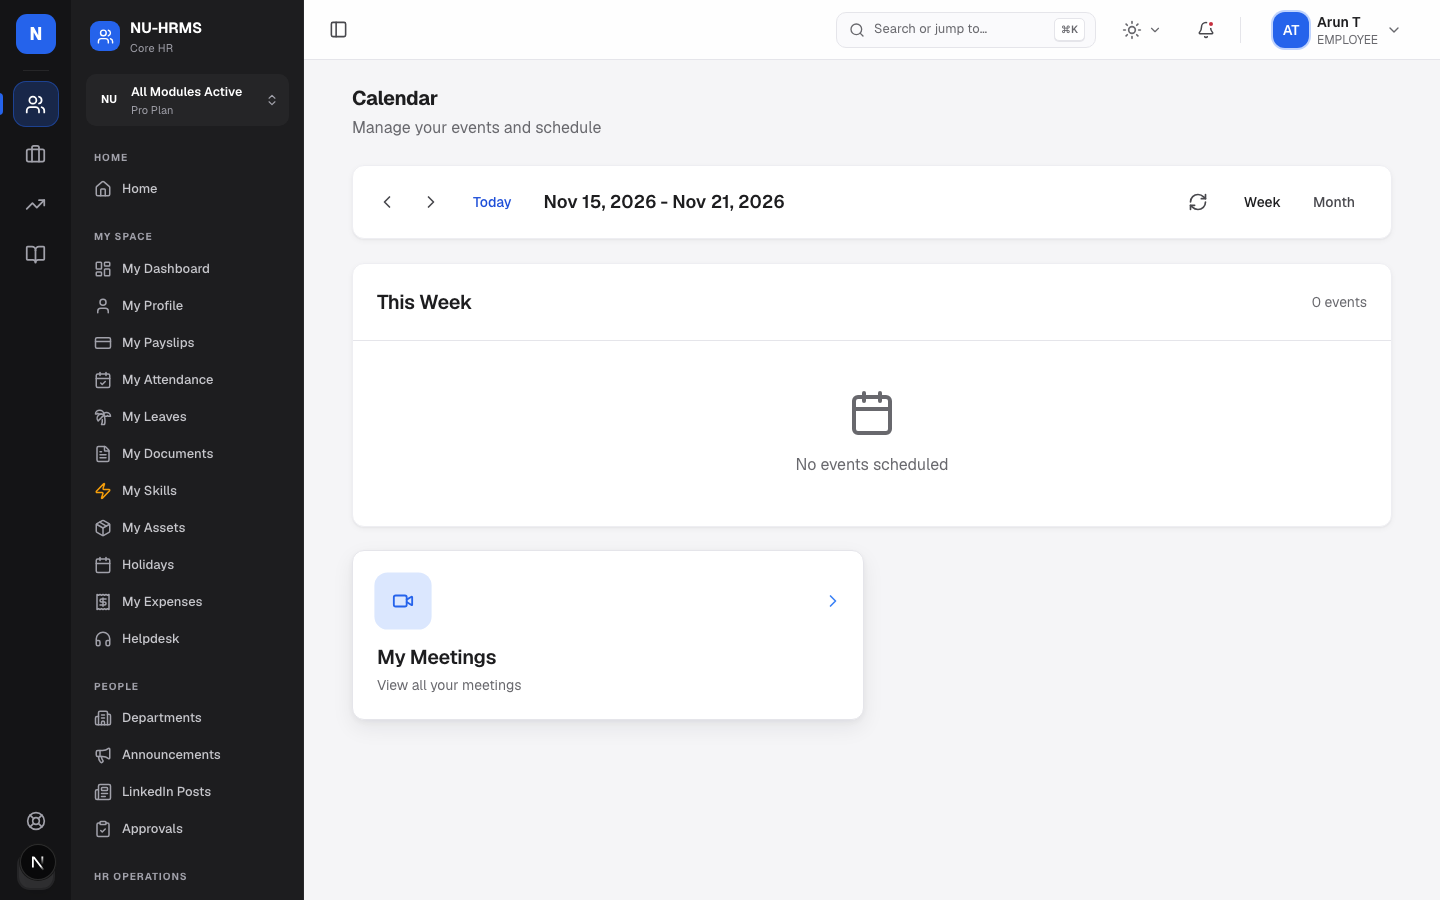 N
NU-HRMS
Core HR
NU
All Modules Active
Pro Plan
HOME
Home
MY SPACE
My Dashboard
My Profile
My Payslips
My Attendance
My Leaves
My Documents
My Skills
My Assets
Holidays
My Expenses
Helpdesk
PEOPLE
Departments
Announcements
LinkedIn Posts
Approvals
HR OPERATIONS
N
Search or jump to...
⌘K
AT
Arun T
EMPLOYEE
Calendar
Manage your events and schedule
Today
Nov 15, 2026 - Nov 21, 2026
Week
Month
This Week
0 events
No events scheduled
My Meetings
View all your meetings